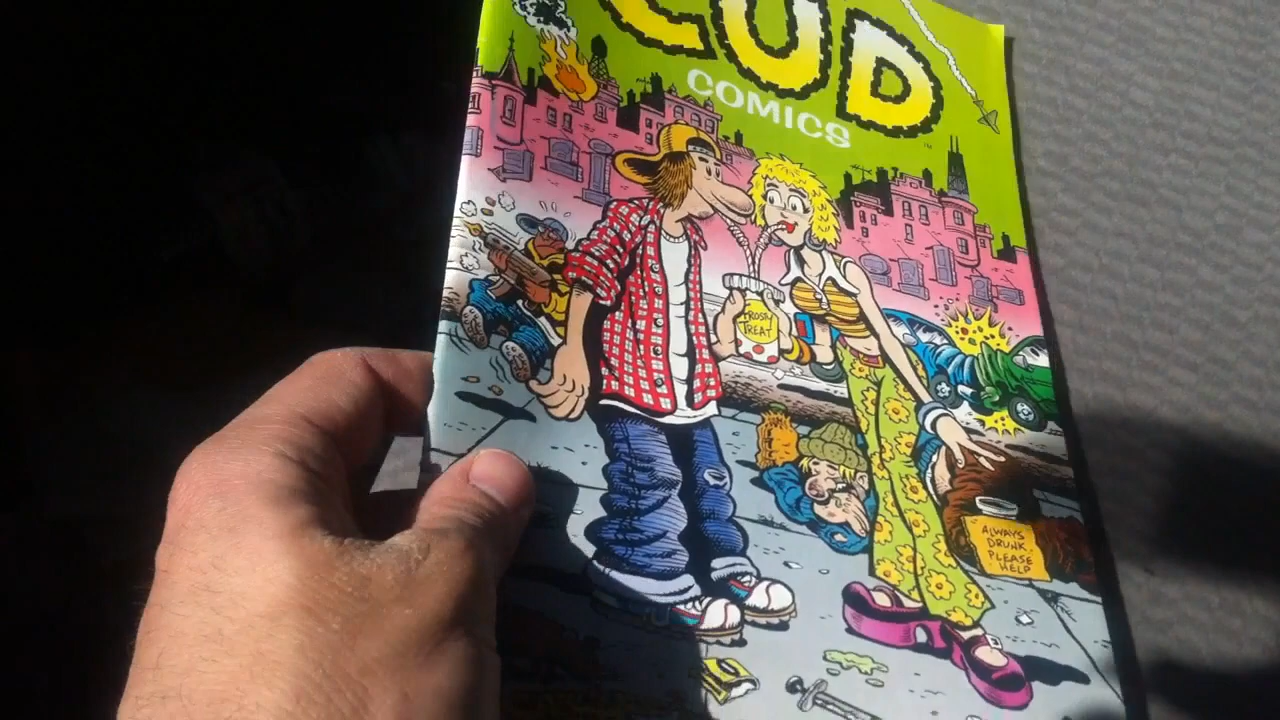 CUD
COMICS
FROSTY
TREAT
ALWAYS
DRUNK.
PLEASE
HELP